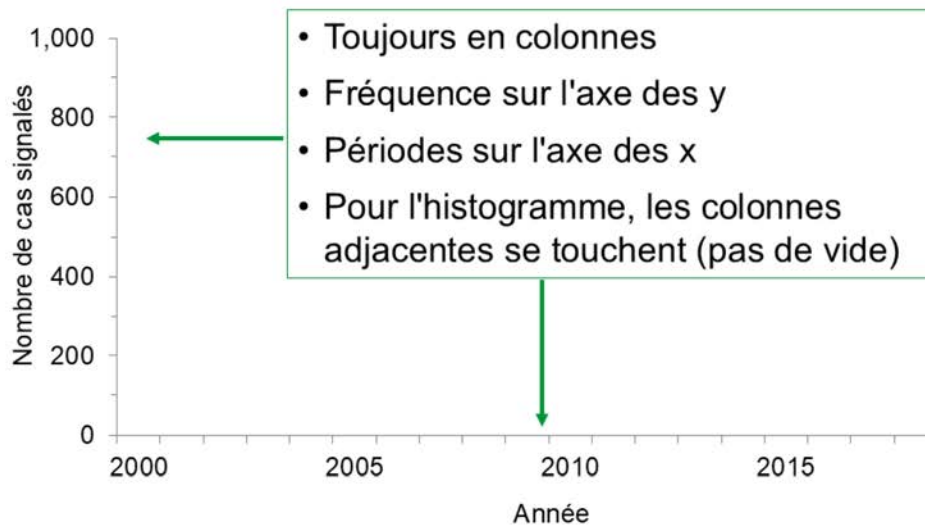 1,000
800
600
400
200
0
Nombre de cas signalés
• Toujours en colonnes
• Fréquence sur l'axe des y
• Périodes sur l'axe des x
• Pour l'histogramme, les colonnes
adjacentes se touchent (pas de vide)
2000 2005 2010 2015
Année